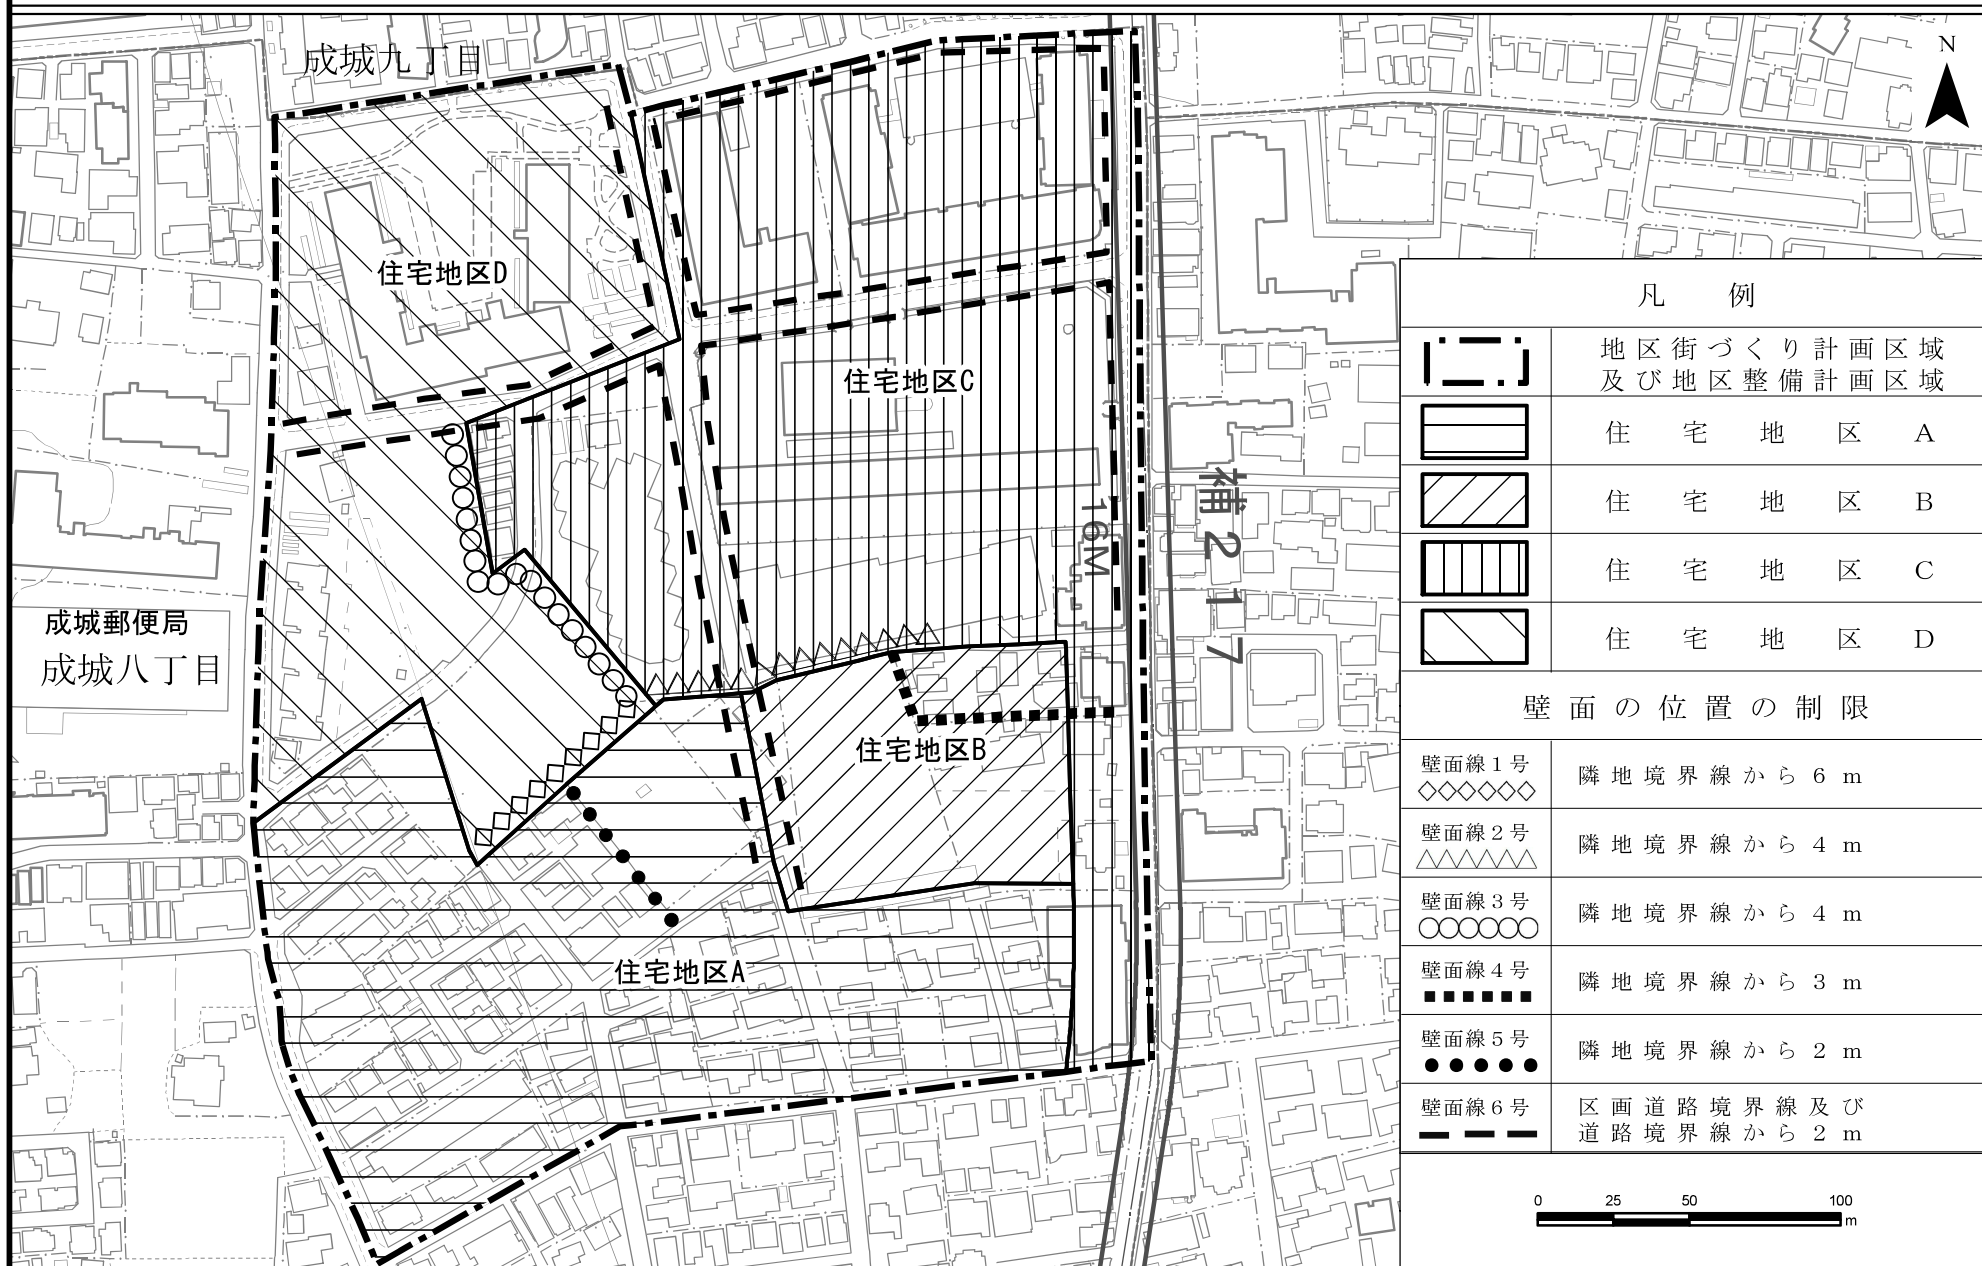 成城九丁目
N
住宅地区D
住宅地区C
16M
補217
成城郵便局
成城八丁目
住宅地区B
住宅地区A
凡例
地区街づくり計画区域
及び地区整備計画区域
住宅地区A
住宅地区B
住宅地区C
住宅地区D
壁面の位置の制限
壁面線1号
隣地境界線から6m
壁面線2号
隣地境界線から4m
壁面線3号
隣地境界線から4m
壁面線4号
隣地境界線から3m
壁面線5号
隣地境界線から2m
壁面線6号
区画道路境界線及び
道路境界線から2m
0 25 50 100
m